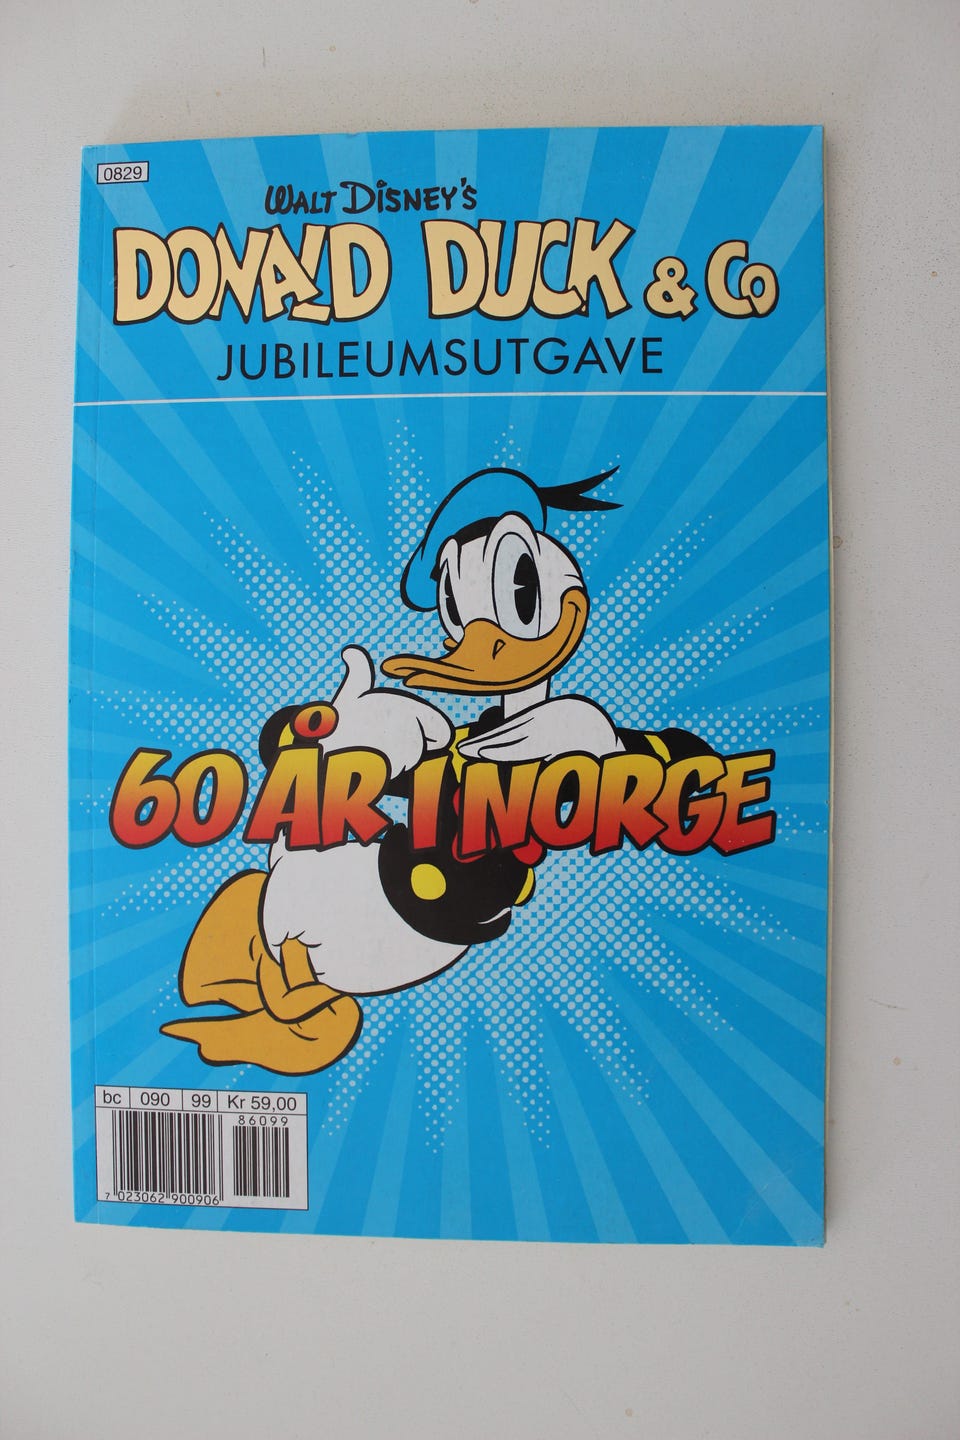 0829
WALT DISNEY'S
DONALD DUCK & CO
JUBILEUMSUTGAVE
60 ÅR I NORGE
bc 090 99 Kr 59,00
86099
7 023062 900906